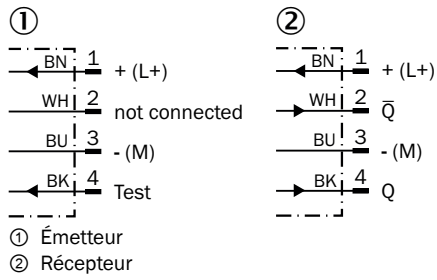 ① ②
BN 1 + (L+)
WH 2 not connected
BU 3 - (M)
BK 4 Test
BN 1 + (L+)
WH 2 Q̅
BU 3 - (M)
BK 4 Q
① Émetteur
② Récepteur